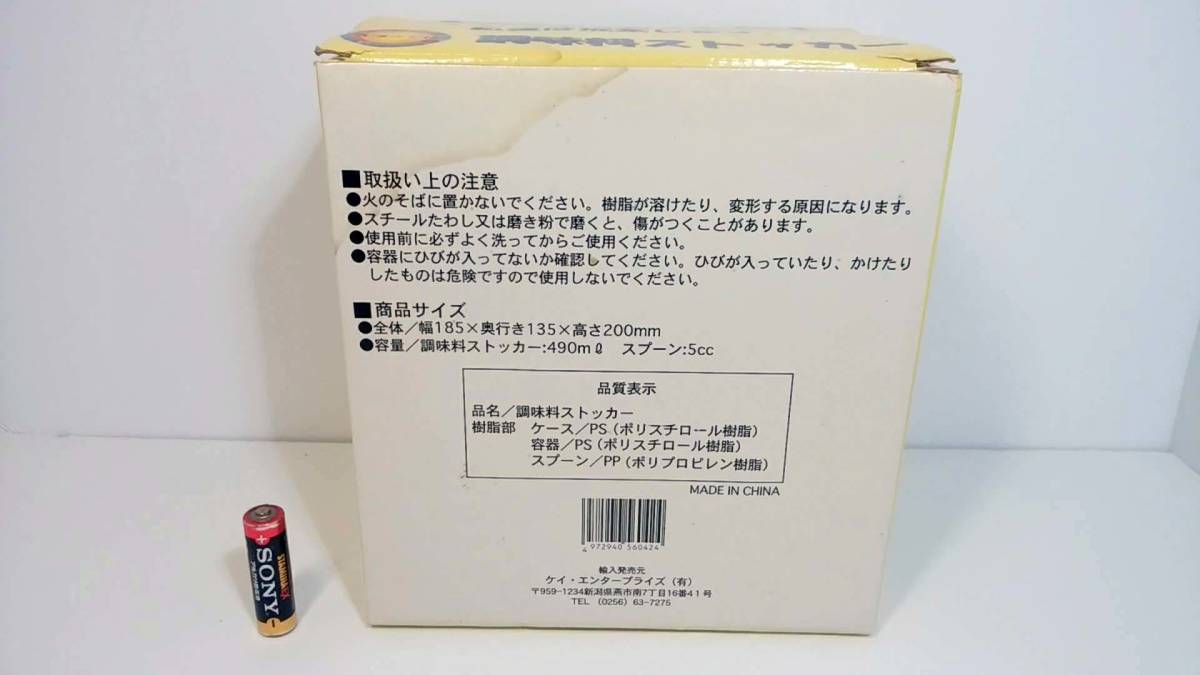 調味料ストッカー
■取扱い上の注意
●火のそばに置かないでください。樹脂が溶けたり、変形する原因になります。
●スチールたわし又は磨き粉で磨くと、傷がつくことがあります。
●使用前に必ずよく洗ってからご使用ください。
●容器にひびが入ってないか確認してください。ひびが入っていたり、かけたり
したものは危険ですので使用しないでください。
■商品サイズ
●全体／幅185×奥行き135×高さ200mm
●容量／調味料ストッカー:490mℓ スプーン:5cc
品質表示
品名／調味料ストッカー
樹脂部 ケース／PS（ポリスチロール樹脂）
容器／PS（ポリスチロール樹脂）
スプーン／PP（ポリプロピレン樹脂）
MADE IN CHINA
4 972940 560424
輸入発売元
ケイ・エンタープライズ（有）
〒959-1234新潟県燕市南7丁目16番41号
TEL （0256）63-7275
+ SONY -
STAMINA EX